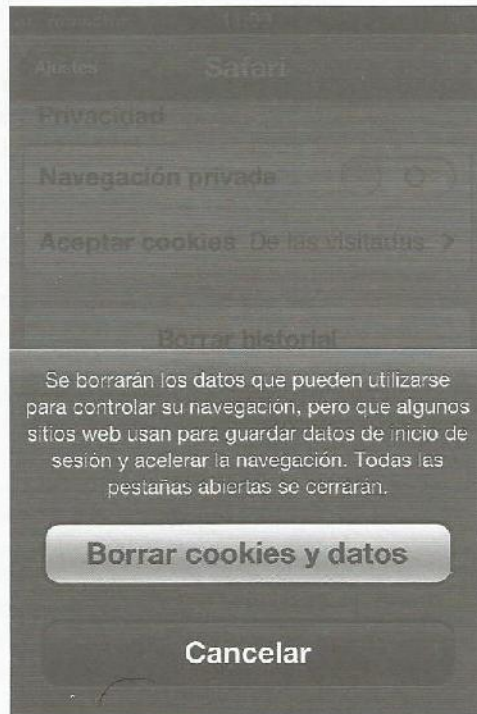 Ajustes
Safari
Privacidad
Navegación privada
Aceptar cookies De las visitadas >
Borrar historial
Se borrarán los datos que pueden utilizarse
para controlar su navegación, pero que algunos
sitios web usan para guardar datos de inicio de
sesión y acelerar la navegación. Todas las
pestañas abiertas se cerrarán.
Borrar cookies y datos
Cancelar